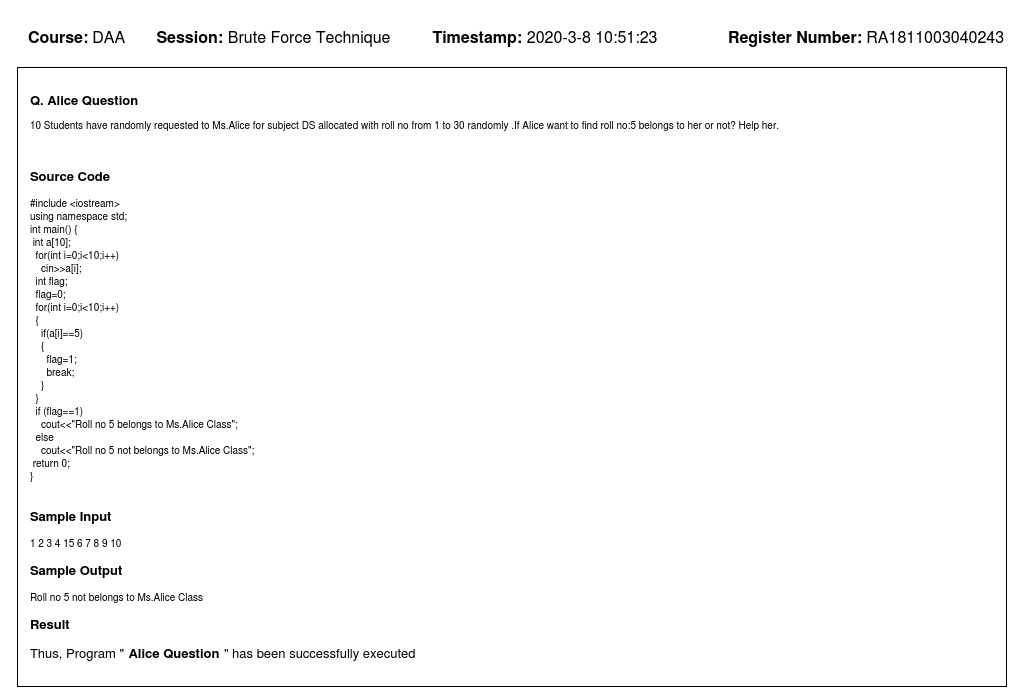 Course: DAA Session: Brute Force Technique Timestamp: 2020-3-8 10:51:23 Register Number: RA1811003040243
Q. Alice Question
10 Students have randomly requested to Ms.Alice for subject DS allocated with roll no from 1 to 30 randomly .If Alice want to find roll no:5 belongs to her or not? Help her.
Source Code
#include <iostream>
using namespace std;
int main() {
int a[10];
for(int i=0;i<10;i++)
cin>>a[i];
int flag;
flag=0;
for(int i=0;i<10;i++)
{
if(a[i]==5)
{
flag=1;
break;
}
}
if (flag==1)
cout<<"Roll no 5 belongs to Ms.Alice Class";
else
cout<<"Roll no 5 not belongs to Ms.Alice Class";
return 0;
}
Sample Input
1 2 3 4 15 6 7 8 9 10
Sample Output
Roll no 5 not belongs to Ms.Alice Class
Result
Thus, Program " Alice Question " has been successfully executed